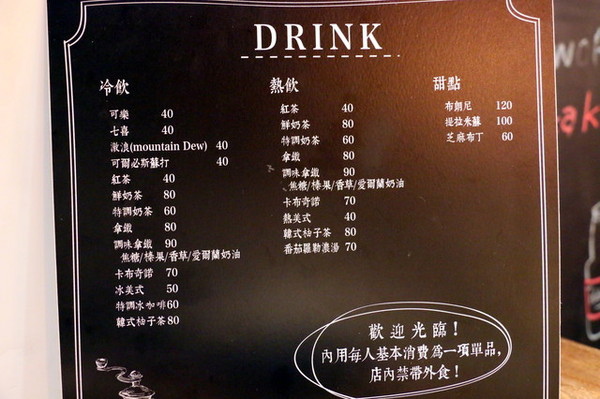 DRINK
冷飲
可樂 40
七喜 40
激浪(mountain Dew) 40
可爾必斯蘇打 40
紅茶 40
鮮奶茶 80
特調奶茶 60
拿鐵 80
調味拿鐵 90
焦糖/榛果/香草/愛爾蘭奶油
卡布奇諾 70
冰美式 50
特調冰咖啡 60
韓式柚子茶 80
熱飲
紅茶 40
鮮奶茶 80
特調奶茶 60
拿鐵 80
調味拿鐵 90
焦糖/榛果/香草/愛爾蘭奶油
卡布奇諾 70
熱美式 40
韓式柚子茶 80
番茄羅勒濃湯 70
甜點
布朗尼 120
提拉米蘇 100
芝麻布丁 60
歡迎光臨！
內用每人基本消費為一項單品，
店內禁帶外食！